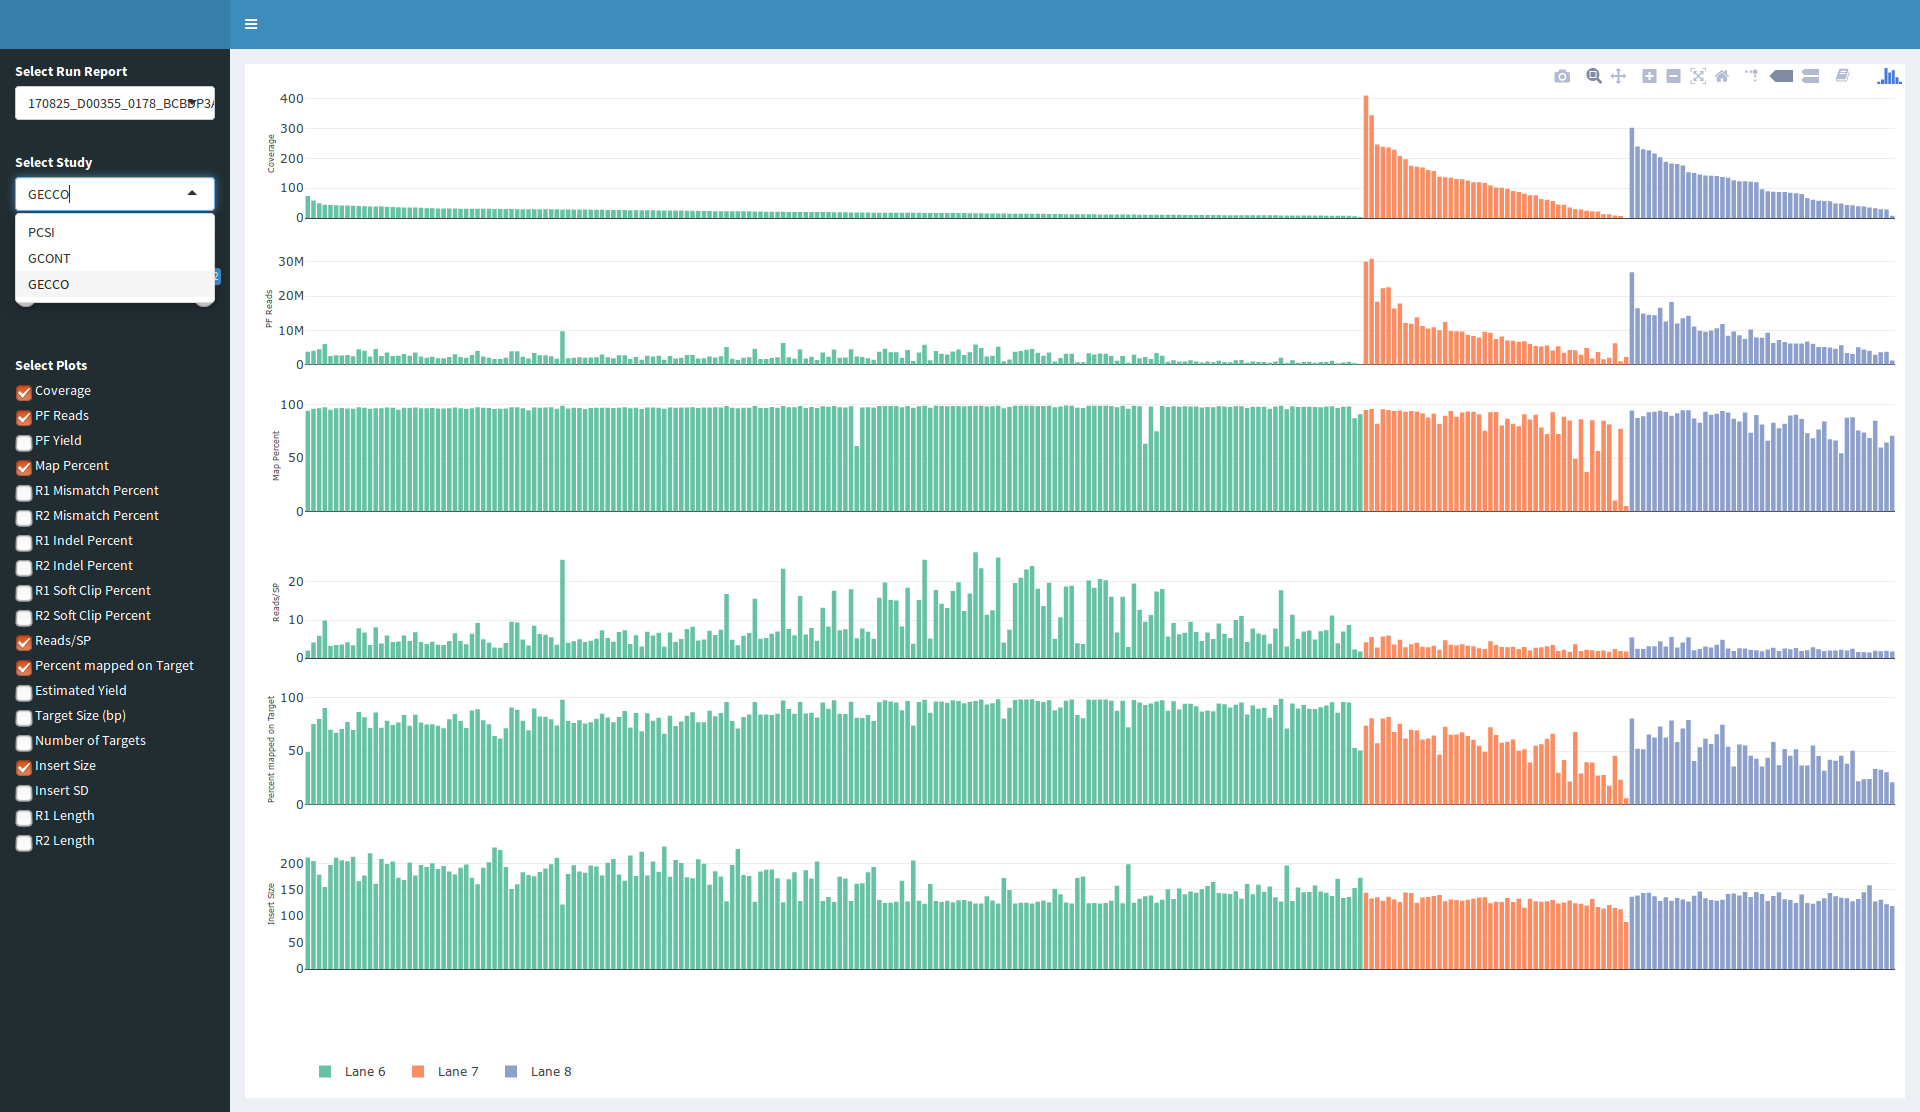 Select Run Report
170825_D00355_0178_BCBDP3A
Select Study
GECCO
PCSI
GCONT
GECCO
2
Select Plots
Coverage
PF Reads
PF Yield
Map Percent
R1 Mismatch Percent
R2 Mismatch Percent
R1 Indel Percent
R2 Indel Percent
R1 Soft Clip Percent
R2 Soft Clip Percent
Reads/SP
Percent mapped on Target
Estimated Yield
Target Size (bp)
Number of Targets
Insert Size
Insert SD
R1 Length
R2 Length
Coverage
400
300
200
100
0
PF Reads
30M
20M
10M
0
Map Percent
100
50
0
Reads/SP
20
10
0
Percent mapped on Target
100
50
0
Insert Size
200
150
100
50
0
Lane 6 Lane 7 Lane 8